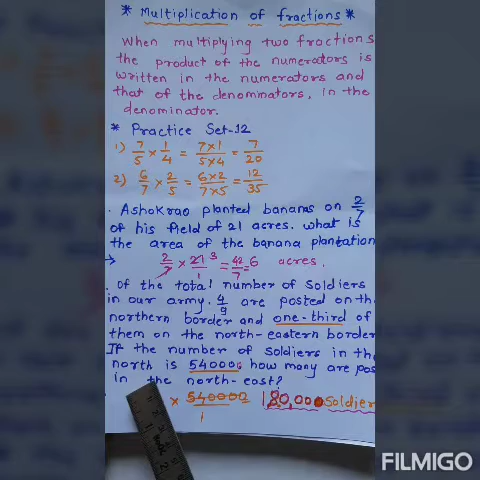 * Multiplication of fractions *
When multiplying two fractions
the product of the numerators is
written in the numerators and
that of the denominators, in the
denominator.
* Practice Set-12
1) 7/5 × 1/4 = 7×1/5×4 = 7/20
2) 6/7 × 2/5 = 6×2/7×5 = 12/35
. Ashokrao planted bananas on 2/7
of his field of 21 acres. what is
the area of the banana plantation
→ 2/7 × 21/1 3 = 42/7 = 6 acres.
. of the total number of Soldiers
in our army. 4/9 are posted on the
northern border and one-third of
them on the north-eastern border
If the number of soldiers in the
north is 540000, how many are pos
in the north-east?
× 540000/1 = 180,000 Soldier
FILMIGO